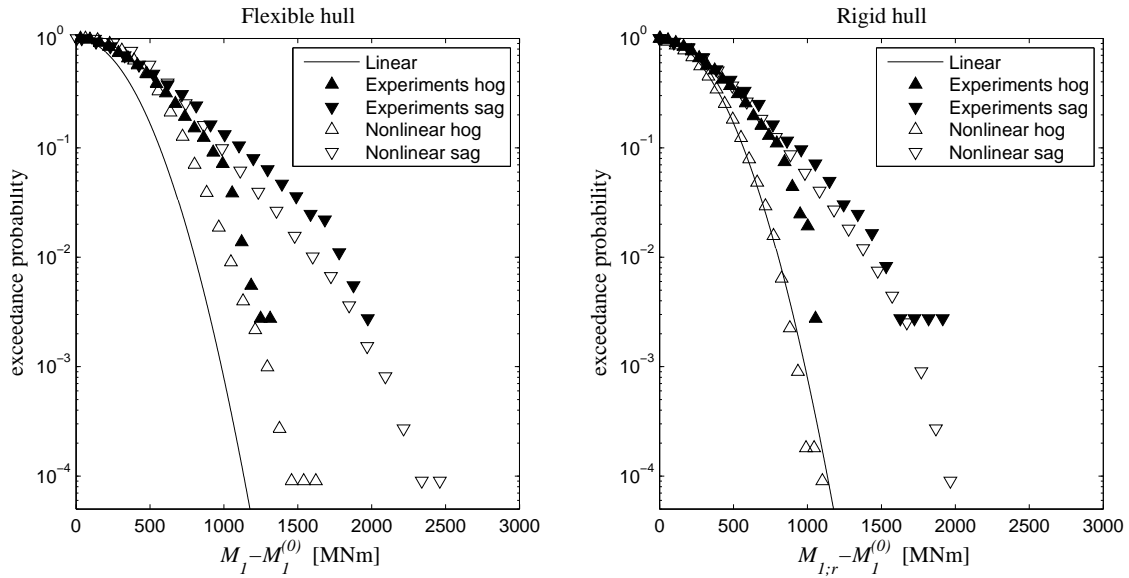 Flexible hull
10^0
10^-1
10^-2
10^-3
10^-4
exceedance probability
Linear
Experiments hog
Experiments sag
Nonlinear hog
Nonlinear sag
0 500 1000 1500 2000 2500 3000
M_1−M_1^(0) [MNm]
Rigid hull
10^0
10^-1
10^-2
10^-3
10^-4
exceedance probability
Linear
Experiments hog
Experiments sag
Nonlinear hog
Nonlinear sag
0 500 1000 1500 2000 2500 3000
M_1;r−M_1^(0) [MNm]